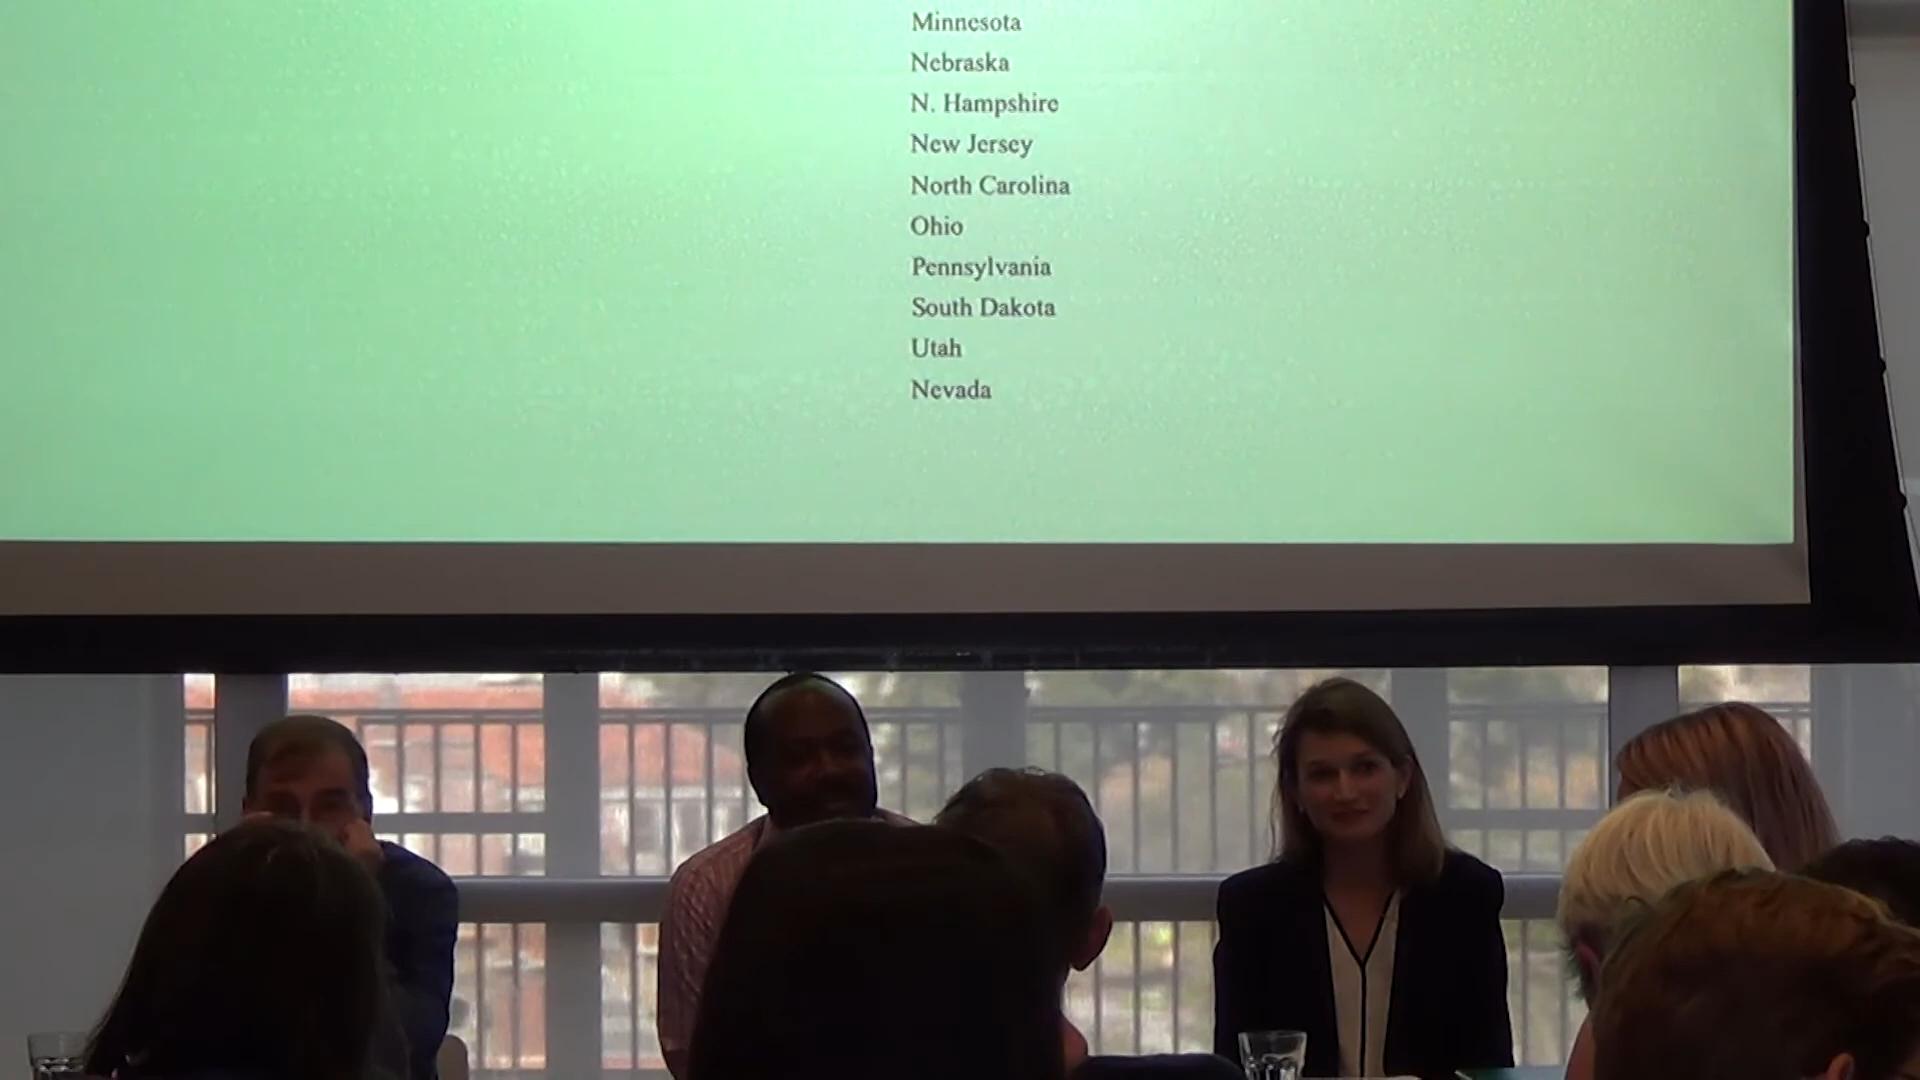 Minnesota
Nebraska
N. Hampshire
New Jersey
North Carolina
Ohio
Pennsylvania
South Dakota
Utah
Nevada